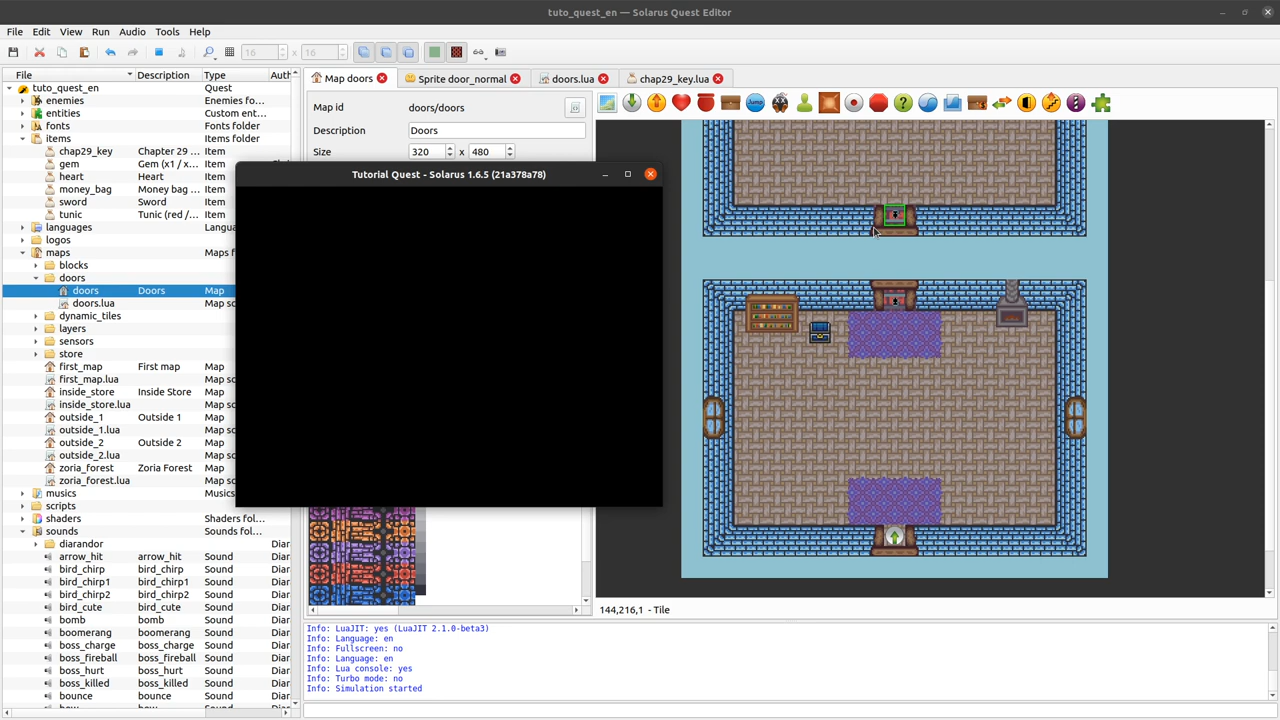 tuto_quest_en — Solarus Quest Editor
File Edit View Run Audio Tools Help
16 x 16
File Description Type Auth
tuto_quest_en Quest
enemies Enemies fo...
entities Custom ent...
fonts Fonts folder
items Items folder
chap29_key Chapter 29 ... Item
gem Gem (x1 / x... Item
heart Heart Item
money_bag Money bag ... Item
sword Sword Item
tunic Tunic (red /... Item
languages Langua
logos
maps Maps f
blocks
doors
doors Doors Map
doors.lua Map sc
dynamic_tiles
layers
sensors
store
first_map First map Map
first_map.lua Map sc
inside_store Inside Store Map
inside_store.lua Map sc
outside_1 Outside 1 Map
outside_1.lua Map sc
outside_2 Outside 2 Map
outside_2.lua Map sc
zoria_forest Zoria Forest Map
zoria_forest.lua Map sc
musics Musics fol...
scripts Scripts fol...
shaders Shaders fol...
sounds Sounds fol...
diarandor
arrow_hit arrow_hit Sound Diar
bird_chirp bird_chirp Sound Diar
bird_chirp1 bird_chirp1 Sound Diar
bird_chirp2 bird_chirp2 Sound Diar
bird_cute bird_cute Sound Diar
bomb bomb Sound Diar
boomerang boomerang Sound Diar
boss_charge boss_charge Sound Diar
boss_fireball boss_fireball Sound Diar
boss_hurt boss_hurt Sound Diar
boss_killed boss_killed Sound Diar
bounce bounce Sound Diar
bow bow Sound Diar
Map doors Sprite door_normal doors.lua chap29_key.lua
Map id doors/doors
Description Doors
Size 320 x 480
Jump
Tutorial Quest - Solarus 1.6.5 (21a378a78)
144,216,1 - Tile
Info: LuaJIT: yes (LuaJIT 2.1.0-beta3)
Info: Language: en
Info: Fullscreen: no
Info: Language: en
Info: Lua console: yes
Info: Turbo mode: no
Info: Simulation started